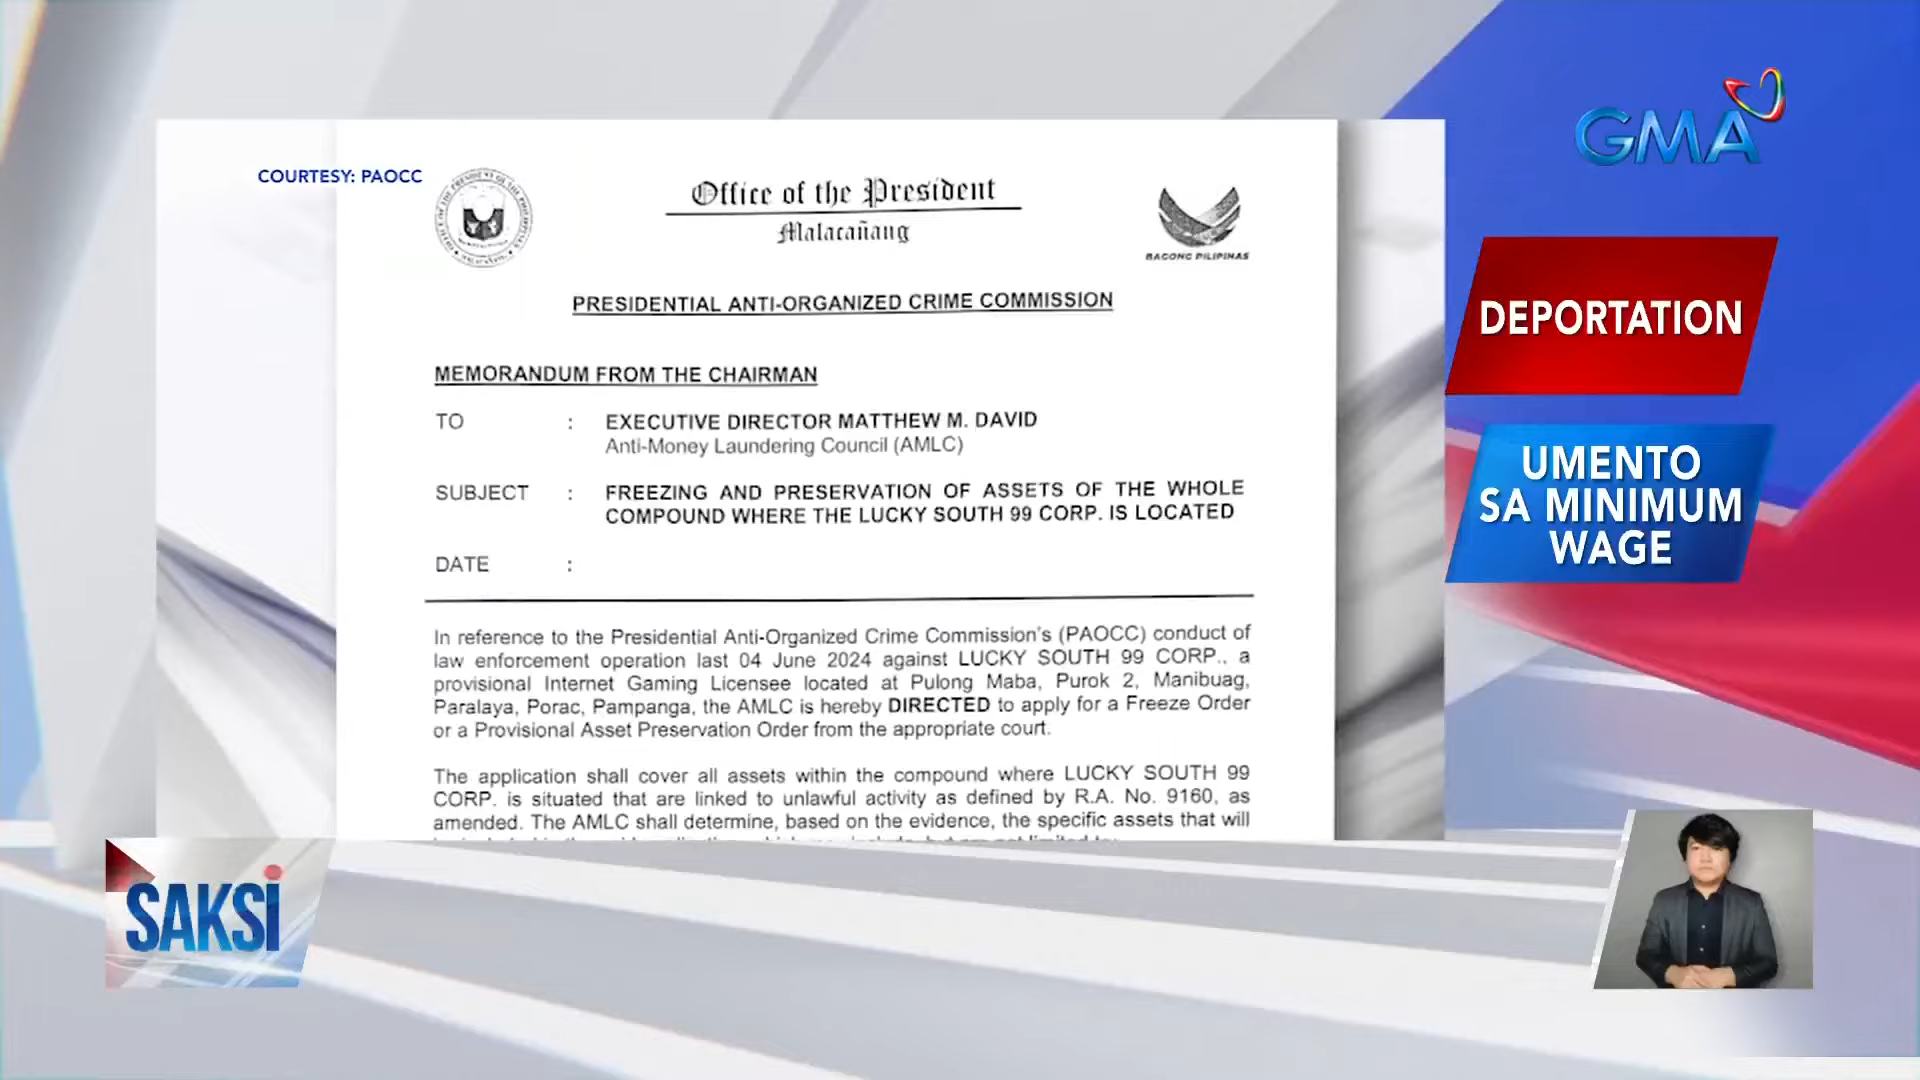 COURTESY: PAOCC
Office of the President
Malacañang
BAGONG PILIPINAS
PRESIDENTIAL ANTI-ORGANIZED CRIME COMMISSION
MEMORANDUM FROM THE CHAIRMAN
TO : EXECUTIVE DIRECTOR MATTHEW M. DAVID
Anti-Money Laundering Council (AMLC)
SUBJECT : FREEZING AND PRESERVATION OF ASSETS OF THE WHOLE
COMPOUND WHERE THE LUCKY SOUTH 99 CORP. IS LOCATED
DATE :
In reference to the Presidential Anti-Organized Crime Commission's (PAOCC) conduct of
law enforcement operation last 04 June 2024 against LUCKY SOUTH 99 CORP., a
provisional Internet Gaming Licensee located at Pulong Maba, Purok 2, Manibuag,
Paralaya, Porac, Pampanga, the AMLC is hereby DIRECTED to apply for a Freeze Order
or a Provisional Asset Preservation Order from the appropriate court.
The application shall cover all assets within the compound where LUCKY SOUTH 99
CORP. is situated that are linked to unlawful activity as defined by R.A. No. 9160, as
amended. The AMLC shall determine, based on the evidence, the specific assets that will
GMA
DEPORTATION
UMENTO
SA MINIMUM
WAGE
SAKSI